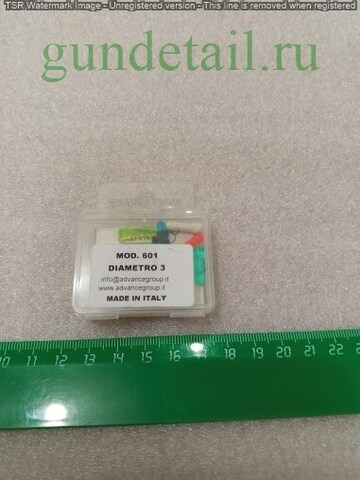 TSR Watermark Image - Unregistered version - This line is removed when registered
gundetail.ru
MOD. 601
DIAMETRO 3
info@advancegroup.it
www.advancegroup.it
MADE IN ITALY
10 11 12 13 14 15 16 17 18 19 20 21 22